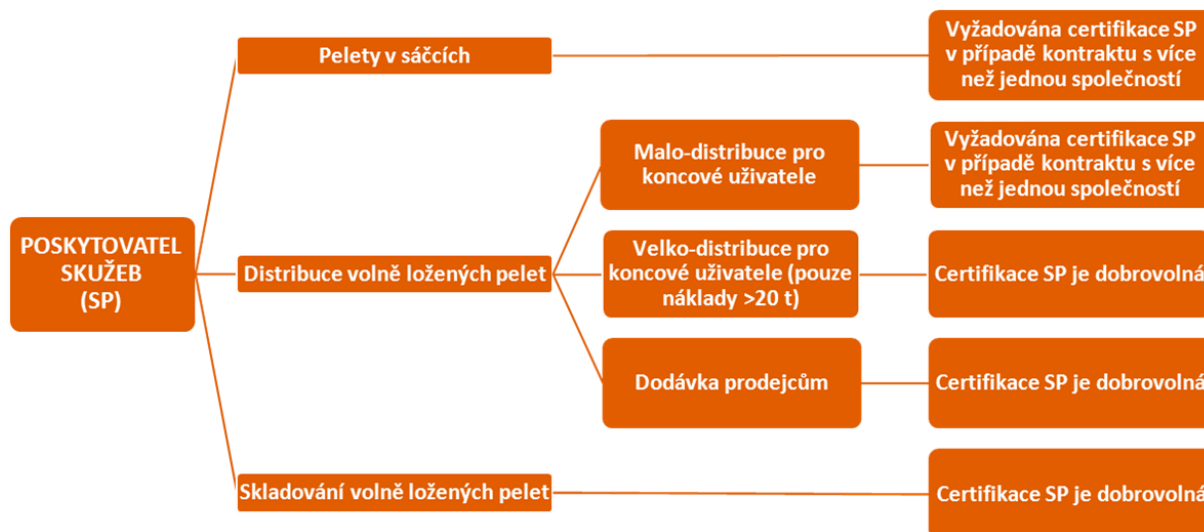 Pelety v sáčcích
Vyžadována certifikace SP
v případě kontraktu s více
než jednou společností
Malo-distribuce pro
koncové uživatele
Vyžadována certifikace SP
v případě kontraktu s více
než jednou společností
POSKYTOVATEL
SKUŽEB
(SP)
Distribuce volně ložených pelet
Velko-distribuce pro
koncové uživatele (pouze
náklady >20 t)
Certifikace SP je dobrovolná
Dodávka prodejcům
Certifikace SP je dobrovolná
Skladování volně ložených pelet
Certifikace SP je dobrovolná